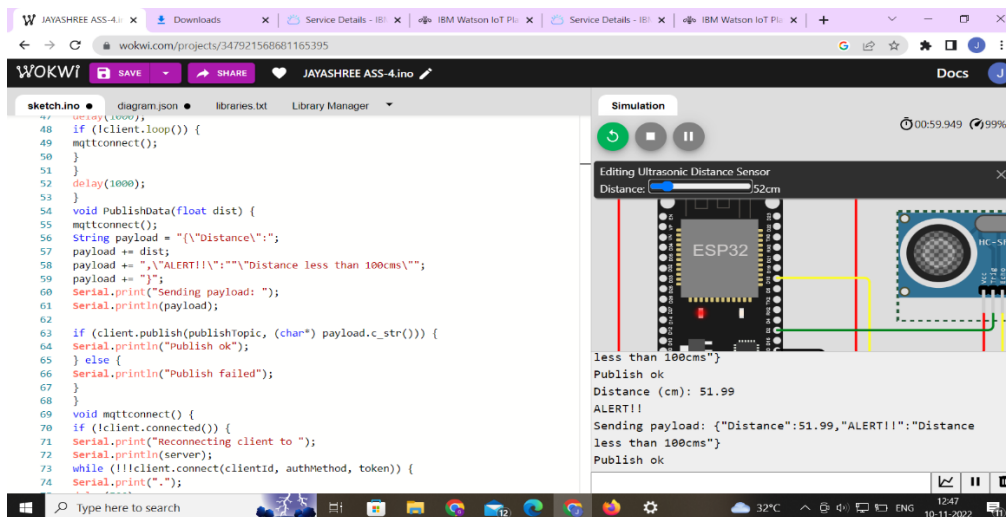 JAYASHREE ASS-4.i
Downloads
Service Details - IB
IBM Watson IoT Pla
Service Details - IB
IBM Watson IoT Pla
wokwi.com/projects/347921568681165395
WOKWI
SAVE
SHARE
JAYASHREE ASS-4.ino
Docs
J
sketch.ino
diagram.json
libraries.txt
Library Manager
47 delay(1000);
48 if (!client.loop()) {
49 mqttconnect();
50 }
51 }
52 delay(1000);
53 }
54 void PublishData(float dist) {
55 mqttconnect();
56 String payload = "{\"Distance\":";
57 payload += dist;
58 payload += ",\"ALERT!!\":""\"Distance less than 100cms\"";
59 payload += "}";
60 Serial.print("Sending payload: ");
61 Serial.println(payload);
62
63 if (client.publish(publishTopic, (char*) payload.c_str())) {
64 Serial.println("Publish ok");
65 } else {
66 Serial.println("Publish failed");
67 }
68 }
69 void mqttconnect() {
70 if (!client.connected()) {
71 Serial.print("Reconnecting client to ");
72 Serial.println(server);
73 while (!!!client.connect(clientId, authMethod, token)) {
74 Serial.print(".");
Simulation
00:59.949 99%
Editing Ultrasonic Distance Sensor
Distance: 52cm
ESP32
HC-S
Trig
less than 100cms"}
Publish ok
Distance (cm): 51.99
ALERT!!
Sending payload: {"Distance":51.99,"ALERT!!":"Distance
less than 100cms"}
Publish ok
Type here to search
12
32°C
ENG
12:47
10-11-2022